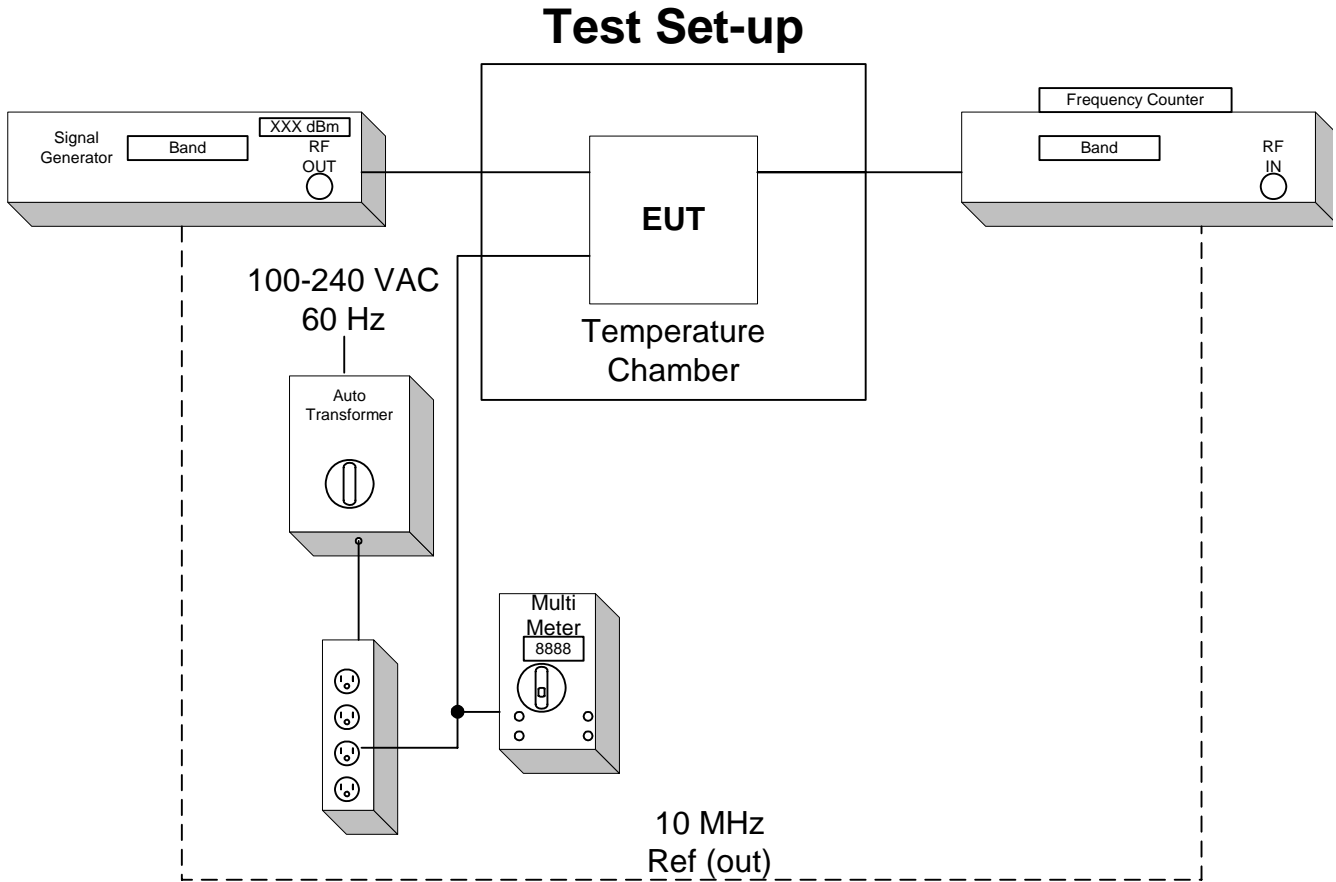 Test Set-up
Signal
Generator
Band
XXX dBm
RF
OUT
Frequency Counter
Band
RF
IN
EUT
Temperature
Chamber
100-240 VAC
60 Hz
Auto
Transformer
Multi
Meter
8888
10 MHz
Ref (out)